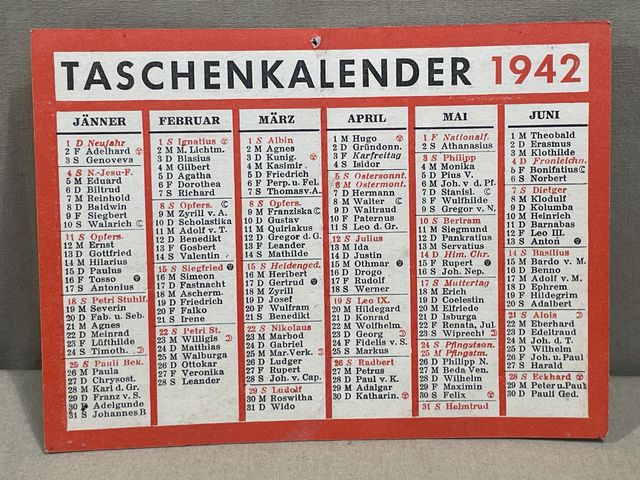 TASCHENKALENDER 1942
JÄNNER
1 D Neujahr
2 F Adelhard
3 S Genoveva
4 S N.-Jesu-F.
5 M Eduard
6 D Biltrud
7 M Reinhold
8 D Baldwin
9 F Siegbert
10 S Walarich
11 S Opfers.
12 M Ernst
13 D Gottfried
14 M Hilarius
15 D Paulus
16 F Tosso
17 S Antonius
18 S Petri Stuhlf.
19 M Severin
20 D Fab. u. Seb.
21 M Agnes
22 D Meinrad
23 F Lüfthilde
24 S Timoth.
25 S Pauli Bek.
26 M Paula
27 D Chryost.
28 M Karl d. Gr.
29 D Franz v. S.
30 F Adelgunde
31 S Johannes B
FEBRUAR
1 S Ignatius
2 M M. Lichtm.
3 D Blasius
4 M Gilbert
5 D Agatha
6 F Dorothea
7 S Richard
8 S Opfers.
9 M Zyrill v. A.
10 D Scholastika
11 M Adolf v. T.
12 D Benedikt
13 F Gosbert
14 S Valentin
15 S Siegfried
16 M Simeon
17 D Fastnacht
18 M Ascherm.
19 D Friedrich
20 F Falko
21 S Irene
22 S Petri St.
23 M Willigis
24 D Matthias
25 M Walburga
26 D Ottokar
27 F Veronika
28 S Leander
MÄRZ
1 S Albin
2 M Agnes
3 D Kunig.
4 M Kasimir
5 D Friedrich
6 F Perp. u. Fel.
7 S Thomas v. A.
8 S Opfers.
9 M Franziska
10 D Gustav
11 M Quiriakus
12 D Gregor d. G.
13 F Leander
14 S Mathilde
15 S Heldenged.
16 M Heribert
17 D Gertrud
18 M Zyrill
19 D Josef
20 F Wulfram
21 S Benedikt
22 S Nikolaus
23 M Marbod
24 D Gabriel
25 M Mar.-Verk.
26 D Ludger
27 F Rupert
28 S Joh. v. Cap.
29 S Ludolf
30 M Roswitha
31 D Wido
APRIL
1 M Hugo
2 D Gründonn.
3 F Karfreitag
4 S Isidor
5 S Ostersonnt.
6 M Ostermont.
7 D Hermann
8 M Walter
9 D Waltraud
10 F Paternus
11 S Leo d. Gr.
12 S Julius
13 M Ida
14 D Justin
15 M Othmar
16 D Drogo
17 F Rudolf
18 S Werner
19 S Leo IX.
20 M Hildegard
21 D Konrad
22 M Wolfhelm
23 D Georg
24 F Fidelis v. S.
25 S Markus
26 S Radbert
27 M Petrus
28 D Paul v. K.
29 M Adalgar
30 D Katharin.
MAI
1 F Nationalf.
2 S Athanasius
3 S Philipp
4 M Monika
5 D Pius V.
6 M Joh. v. d. Pf.
7 D Stanisl.
8 F Wulfhilde
9 S Gregor v. N.
10 S Bertram
11 M Siegmund
12 D Pankratius
13 M Servatius
14 D Him. Chr.
15 F Rupert
16 S Joh. Nep.
17 S Muttertag
18 M Erich
19 D Coelestin
20 M Elfriede
21 D Isburga
22 F Renata, Jul
23 S Wiprecht
24 S Pfingstson.
25 M Pfingstm.
26 D Philipp N.
27 M Beda Ven.
28 D Wilhelm
29 F Maximin
30 S Felix
31 S Helmtrud
JUNI
1 M Theobald
2 D Erasmus
3 M Klothilde
4 D Fronleichn.
5 F Bonifatius
6 S Norbert
7 S Dietger
8 M Klodulf
9 D Kolumba
10 M Heinrich
11 D Barnabas
12 F Leo III.
13 S Anton
14 S Basilius
15 M Bardo v. M.
16 D Benno
17 M Adolf v. M.
18 D Ephrem
19 F Hildegrim
20 S Adalbert
21 S Alois
22 M Eberhard
23 D Edeltraud
24 M Joh. d. T.
25 D Wilhelm
26 F Joh. u. Paul
27 S Harald
28 S Eckhard
29 M Peter u. Paul
30 D Paul Ged.